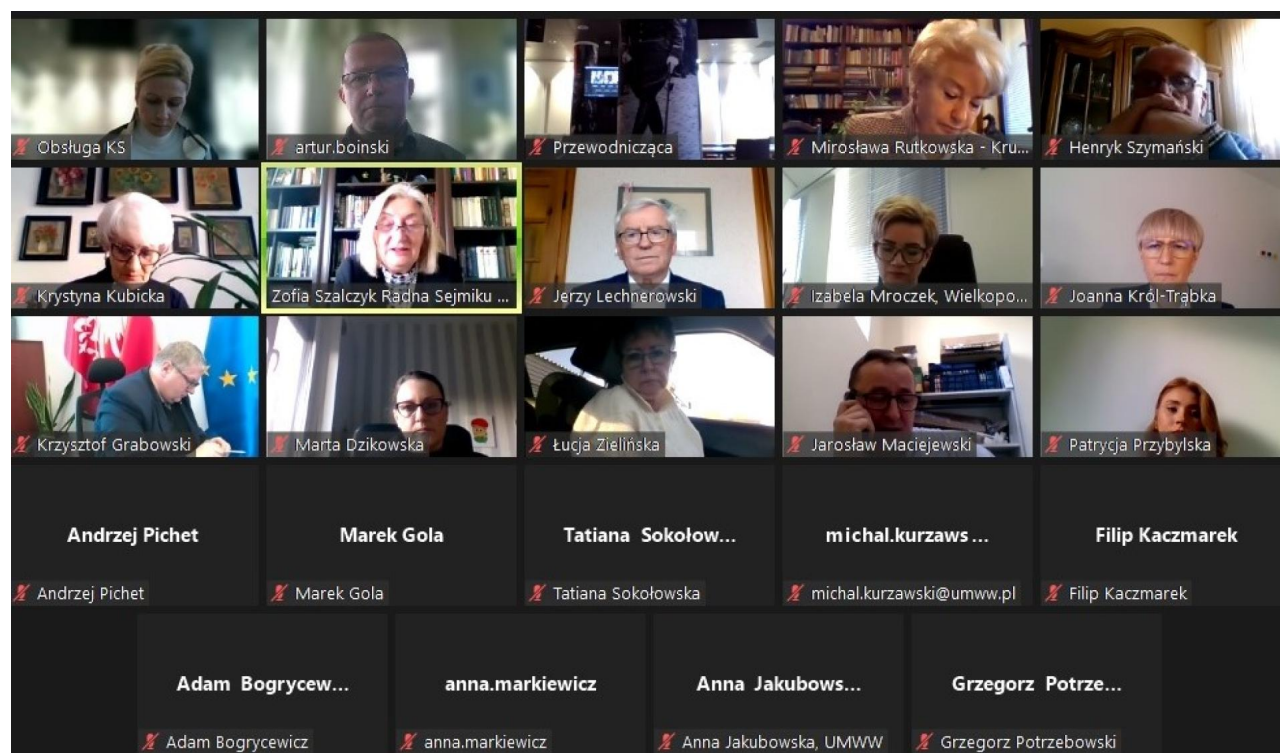 Obsługa KS
artur.boinski
Przewodnicząca
Mirosława Rutkowska - Kru...
Henryk Szymański
Krystyna Kubicka
Zofia Szalczyk Radna Sejmiku ...
Jerzy Lechnerowski
Izabela Mroczek, Wielkopo...
Joanna Król-Trąbka
Krzysztof Grabowski
Marta Dzikowska
Łucja Zielińska
Jarosław Maciejewski
Patrycja Przybylska
Andrzej Pichet
Marek Gola
Tatiana Sokołow...
michal.kurzaws...
Filip Kaczmarek
Andrzej Pichet
Marek Gola
Tatiana Sokołowska
michal.kurzawski@umww.pl
Filip Kaczmarek
Adam Bogrycew...
anna.markiewicz
Anna Jakubows...
Grzegorz Potrze...
Adam Bogrycewicz
anna.markiewicz
Anna Jakubowska, UMWW
Grzegorz Potrzebowski